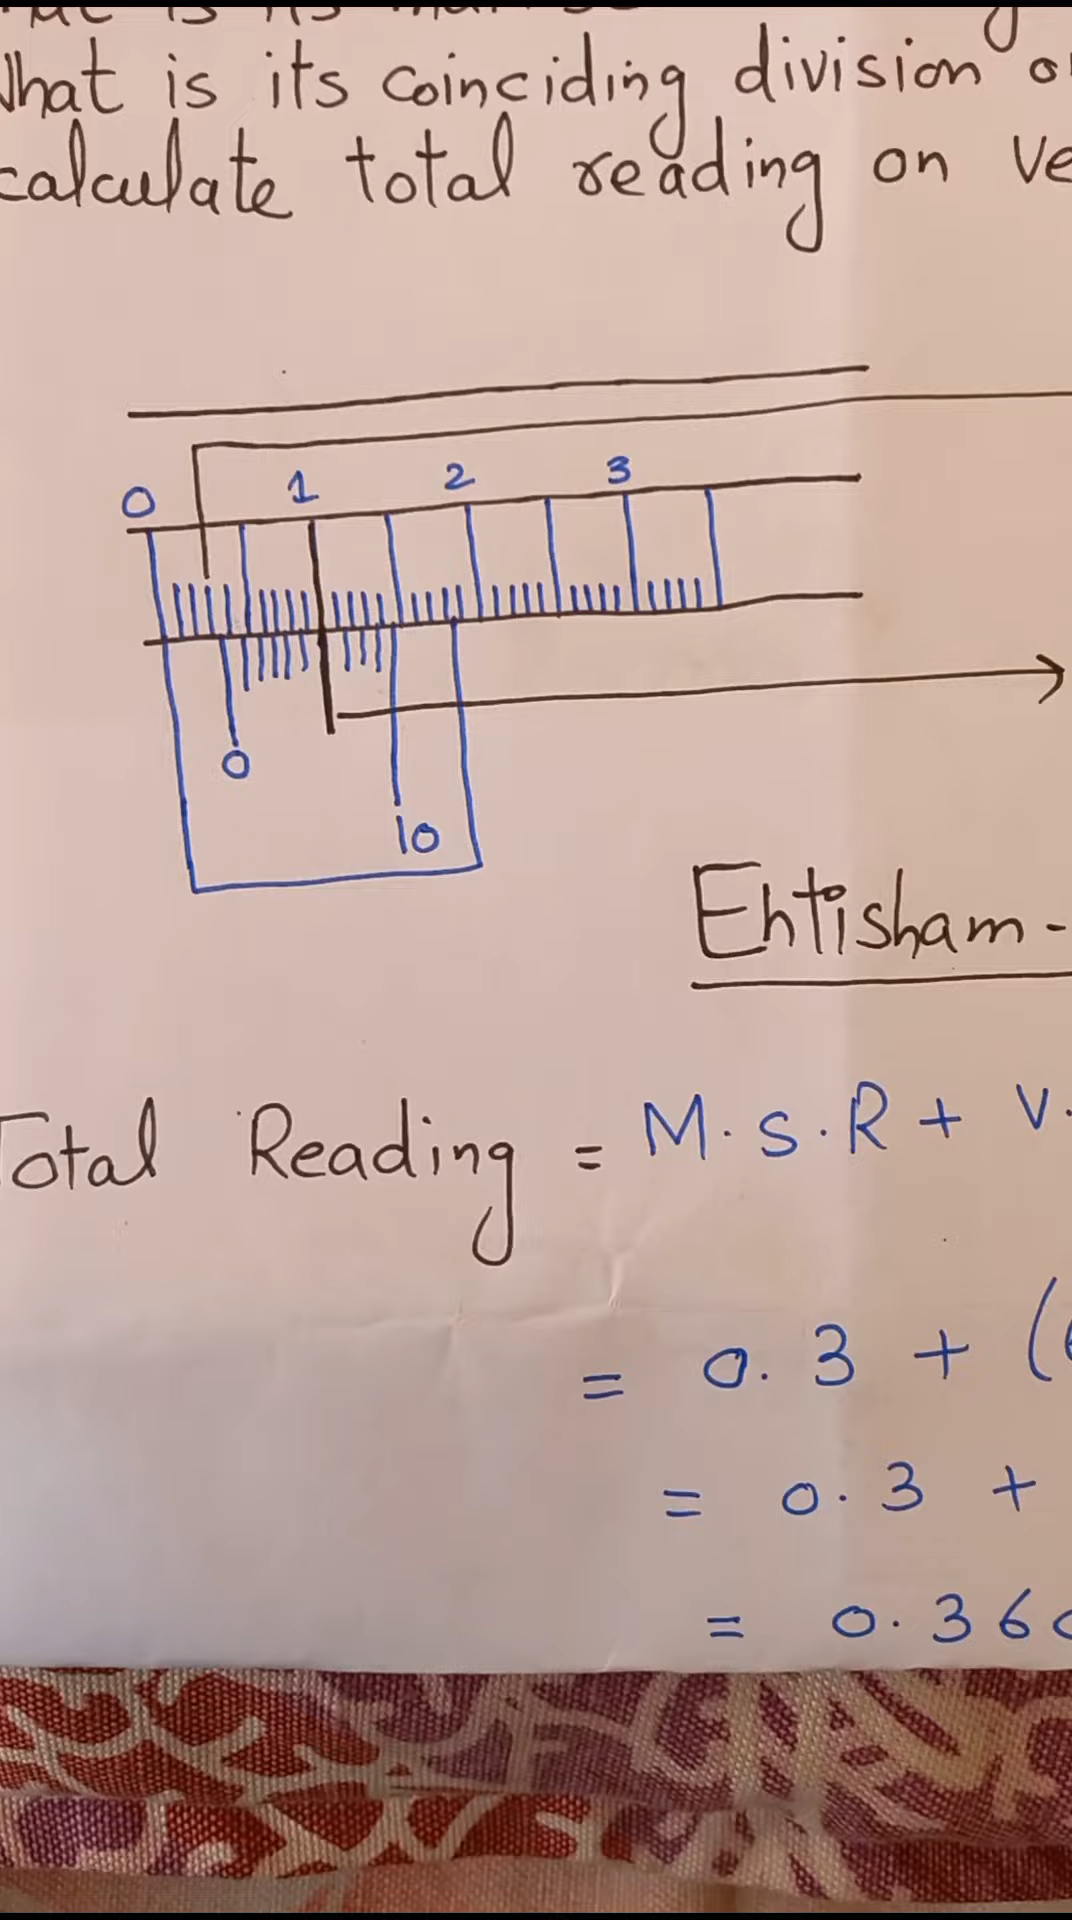 What is its coinciding division o
calculate total reading on Ve
0 1 2 3
0
10
Ehtisham-
Total Reading = M.S.R + V.
= 0.3 + (
= 0.3 +
= 0.36